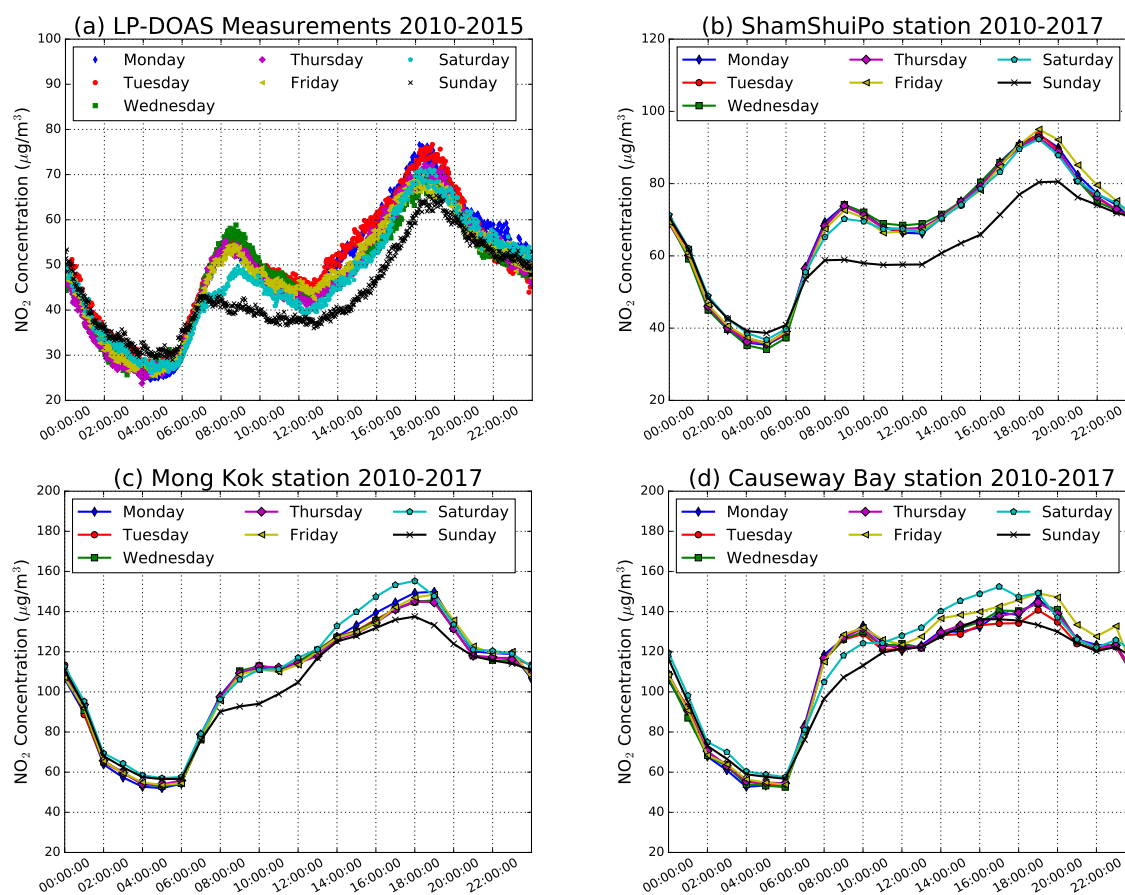 (a) LP-DOAS Measurements 2010-2015
NO₂ Concentration (μg/m³)
100
90
80
70
60
50
40
30
20
Monday Thursday Saturday
Tuesday Friday Sunday
Wednesday
00:00:00 02:00:00 04:00:00 06:00:00 08:00:00 10:00:00 12:00:00 14:00:00 16:00:00 18:00:00 20:00:00 22:00:00
(b) ShamShuiPo station 2010-2017
NO₂ Concentration (μg/m³)
120
100
80
60
40
20
Monday Thursday Saturday
Tuesday Friday Sunday
Wednesday
00:00:00 02:00:00 04:00:00 06:00:00 08:00:00 10:00:00 12:00:00 14:00:00 16:00:00 18:00:00 20:00:00 22:00:00
(c) Mong Kok station 2010-2017
NO₂ Concentration (μg/m³)
200
180
160
140
120
100
80
60
40
20
Monday Thursday Saturday
Tuesday Friday Sunday
Wednesday
00:00:00 02:00:00 04:00:00 06:00:00 08:00:00 10:00:00 12:00:00 14:00:00 16:00:00 18:00:00 20:00:00 22:00:00
(d) Causeway Bay station 2010-2017
NO₂ Concentration (μg/m³)
200
180
160
140
120
100
80
60
40
20
Monday Thursday Saturday
Tuesday Friday Sunday
Wednesday
00:00:00 02:00:00 04:00:00 06:00:00 08:00:00 10:00:00 12:00:00 14:00:00 16:00:00 18:00:00 20:00:00 22:00:00